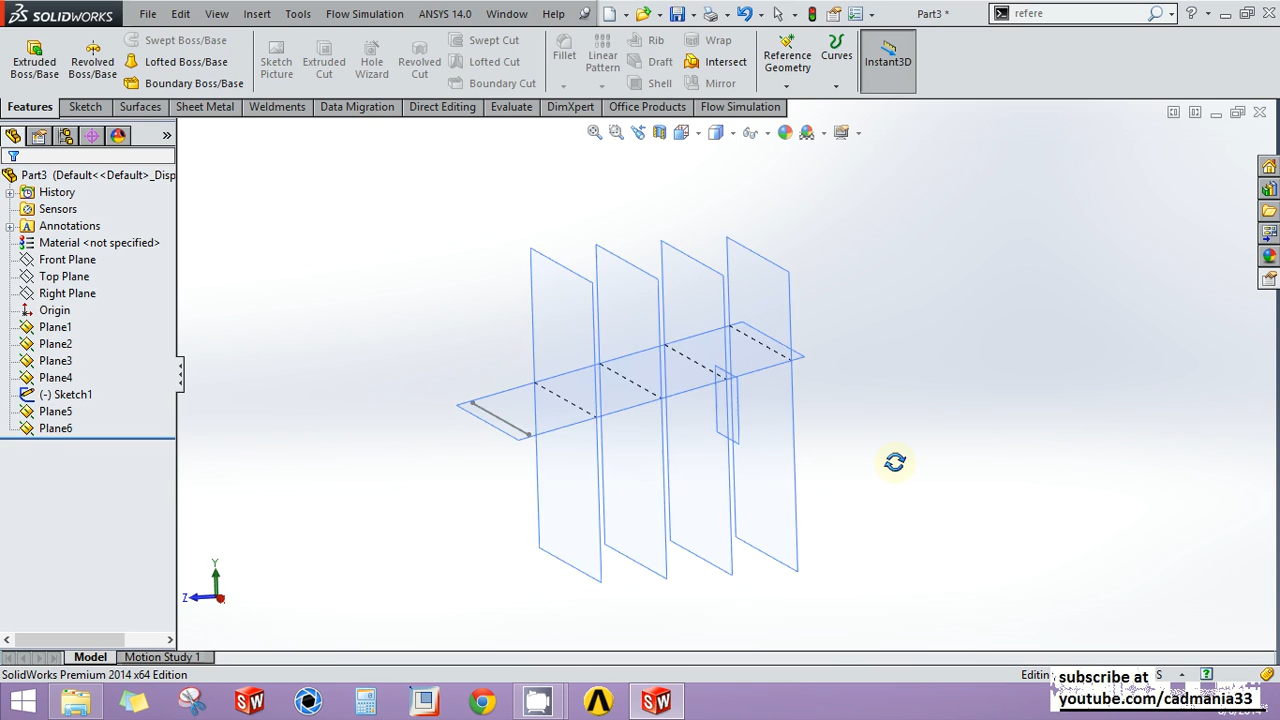 SOLIDWORKS File Edit View Insert Tools Flow Simulation ANSYS 14.0 Window Help Part3 * refere
Extruded Boss/Base Revolved Boss/Base Swept Boss/Base Lofted Boss/Base Boundary Boss/Base Extruded Cut Hole Wizard Revolved Cut Swept Cut Lofted Cut Boundary Cut Fillet Linear Pattern Rib Draft Shell Wrap Intersect Mirror Reference Geometry Curves Instant3D
Sketch Picture
Features Sketch Surfaces Sheet Metal Weldments Data Migration Direct Editing Evaluate DimXpert Office Products Flow Simulation
Part3 (Default<<Default>_Disp
History
Sensors
Annotations
Material <not specified>
Front Plane
Top Plane
Right Plane
Origin
Plane1
Plane2
Plane3
Plane4
(-) Sketch1
Plane5
Plane6
Y
Z
Model Motion Study 1
SolidWorks Premium 2014 x64 Edition
Editin
S
subscribe at
youtube.com/cadmania33